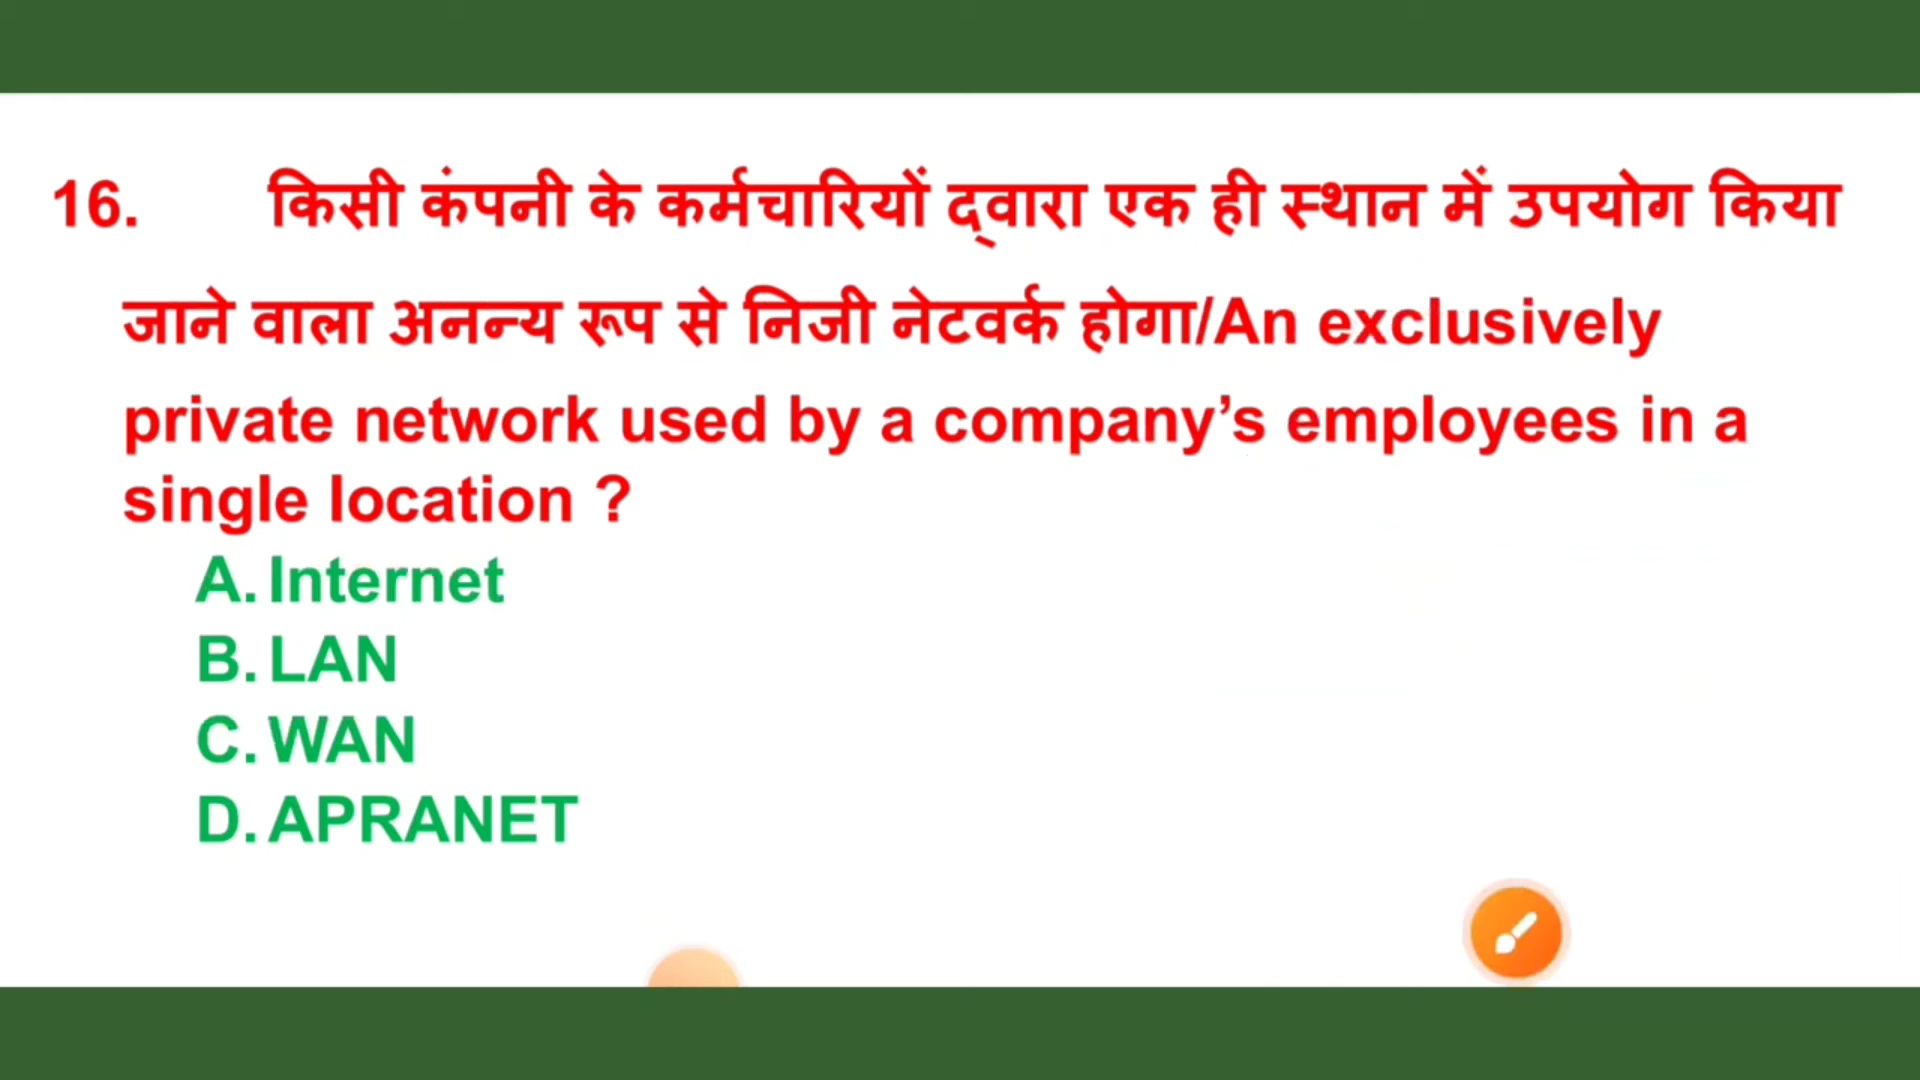 16. किसी कंपनी के कर्मचारियों द्वारा एक ही स्थान में उपयोग किया
जाने वाला अनन्य रूप से निजी नेटवर्क होगा/An exclusively
private network used by a company’s employees in a
single location ?
A. Internet
B. LAN
C. WAN
D. APRANET